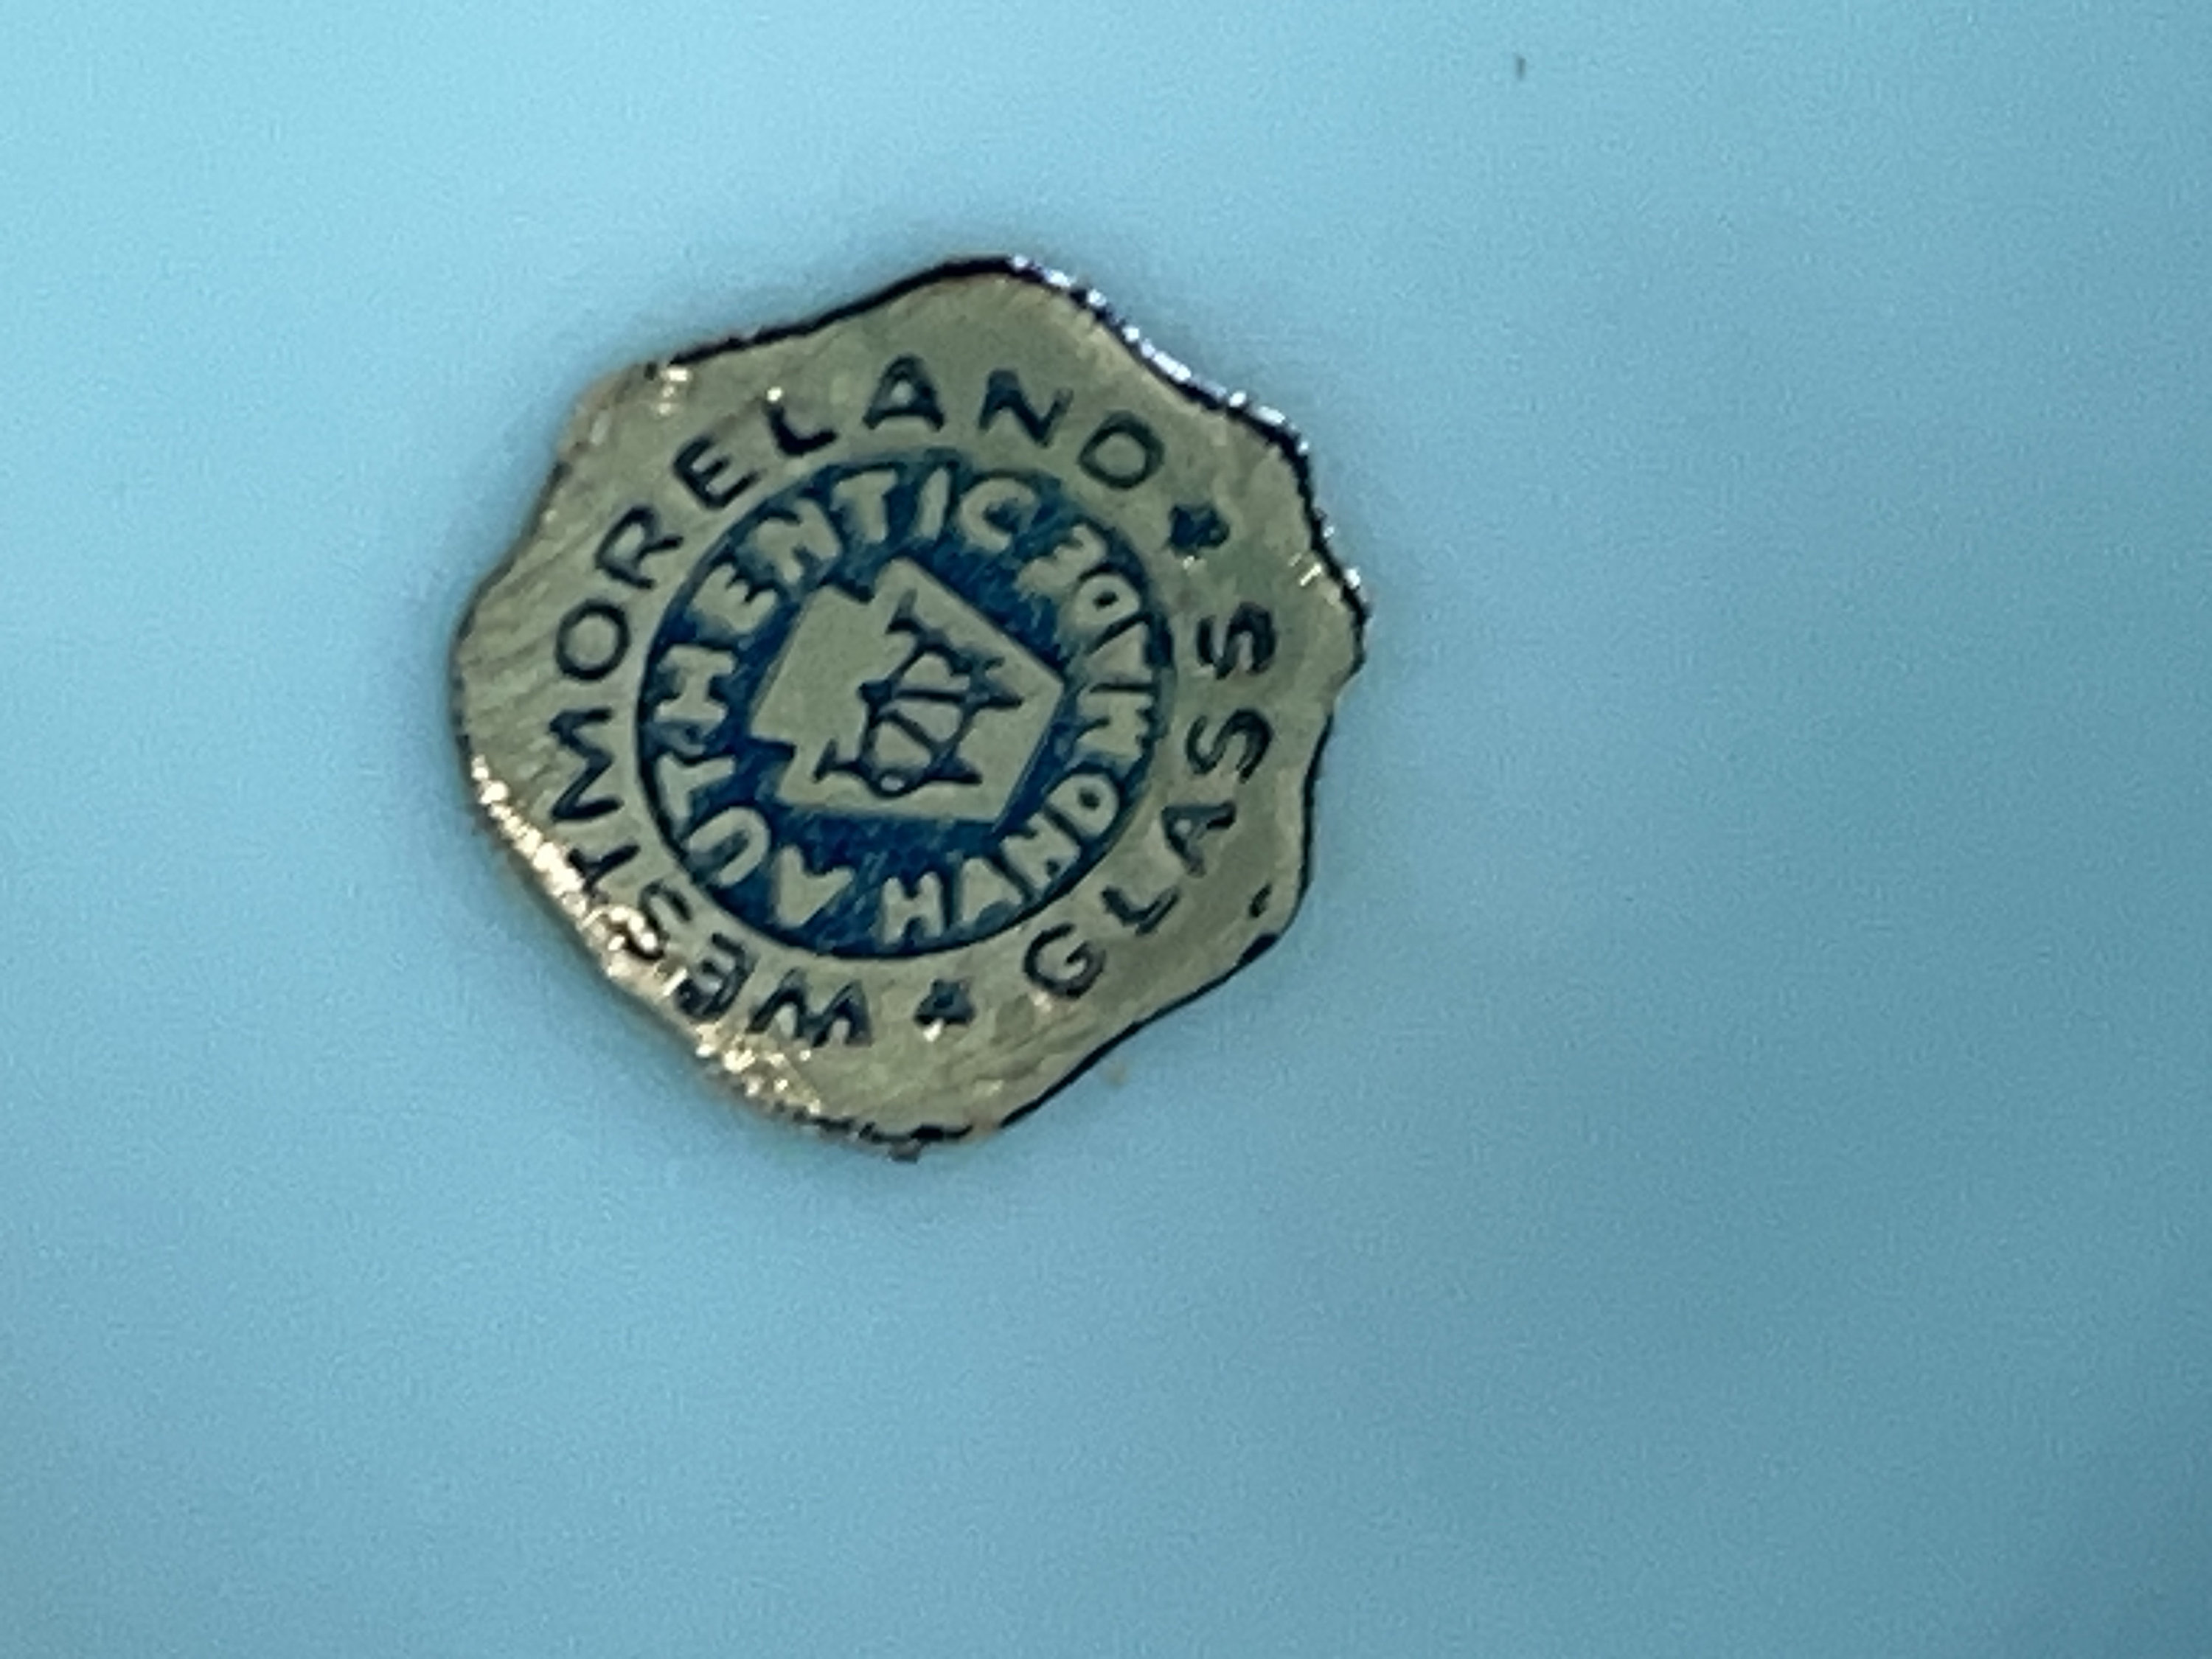 WESTMORELAND * GLASS *
AUTHENTIC HANDMADE